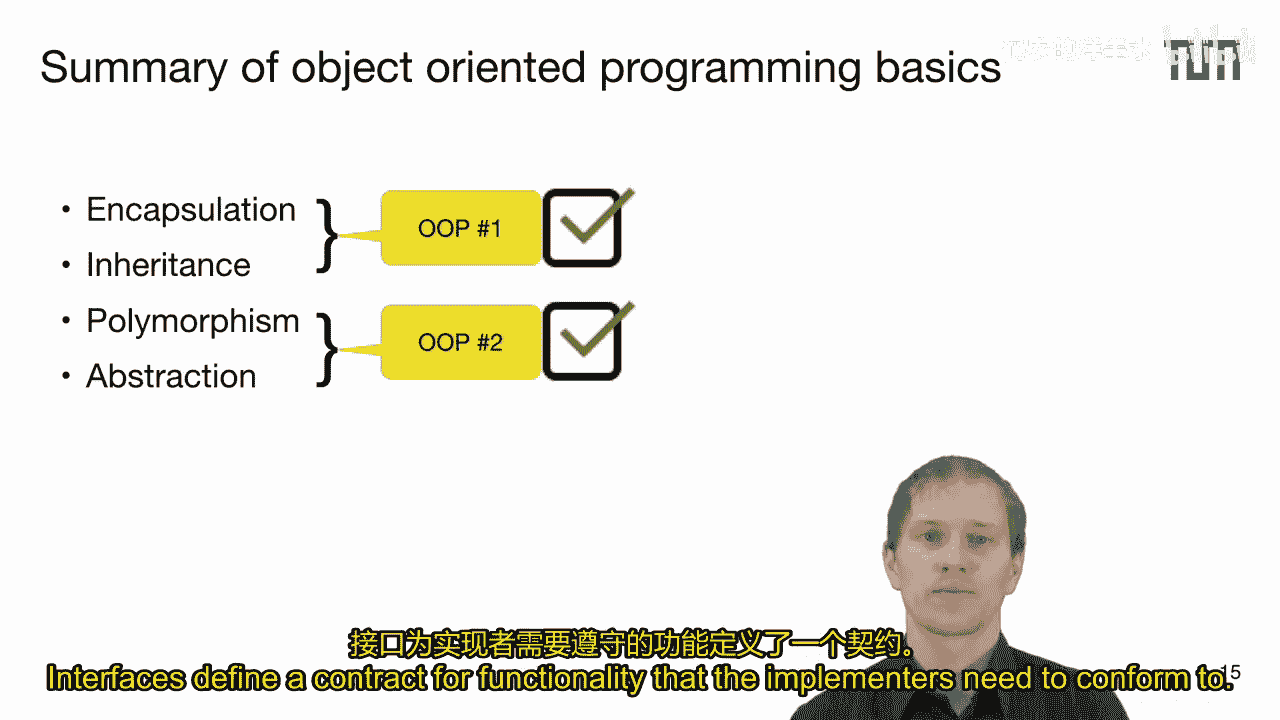 Summary of object oriented programming basics
• Encapsulation
• Inheritance
OOP #1
• Polymorphism
• Abstraction
OOP #2
接口为实现者需要遵守的功能定义了一个契约。
Interfaces define a contract for functionality that the implementers need to conform to.
15